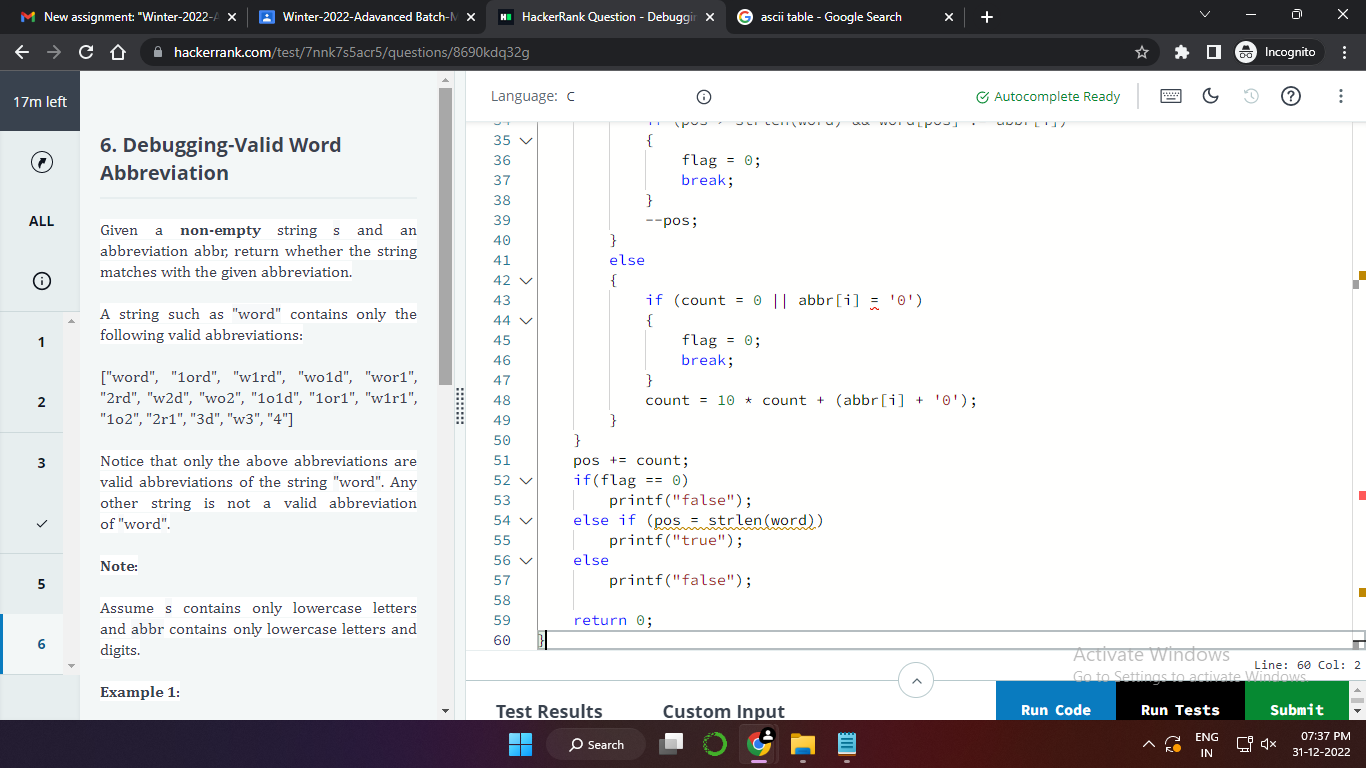 New assignment: "Winter-2022-A
Winter-2022-Adavanced Batch-M
HackerRank Question - Debuggin
ascii table - Google Search
hackerrank.com/test/7nnk7s5acr5/questions/8690kdq32g
Incognito
17m left
ALL
1
2
3
5
6
6. Debugging-Valid Word
Abbreviation
Given a non-empty string s and an
abbreviation abbr, return whether the string
matches with the given abbreviation.
A string such as "word" contains only the
following valid abbreviations:
["word", "1ord", "w1rd", "wo1d", "wor1",
"2rd", "w2d", "wo2", "1o1d", "1or1", "w1r1",
"1o2", "2r1", "3d", "w3", "4"]
Notice that only the above abbreviations are
valid abbreviations of the string "word". Any
other string is not a valid abbreviation
of "word".
Note:
Assume s contains only lowercase letters
and abbr contains only lowercase letters and
digits.
Example 1:
Language: C
Autocomplete Ready
35 {
36 flag = 0;
37 break;
38 }
39 --pos;
40 }
41 else
42 {
43 if (count = 0 || abbr[i] = '0')
44 {
45 flag = 0;
46 break;
47 }
48 count = 10 * count + (abbr[i] + '0');
49 }
50 }
51 pos += count;
52 if(flag == 0)
53 printf("false");
54 else if (pos = strlen(word))
55 printf("true");
56 else
57 printf("false");
58
59 return 0;
60 }
Activate Windows
Go to Settings to activate Windows.
Line: 60 Col: 2
Test Results
Custom Input
Run Code
Run Tests
Submit
Search
ENG
IN
07:37 PM
31-12-2022